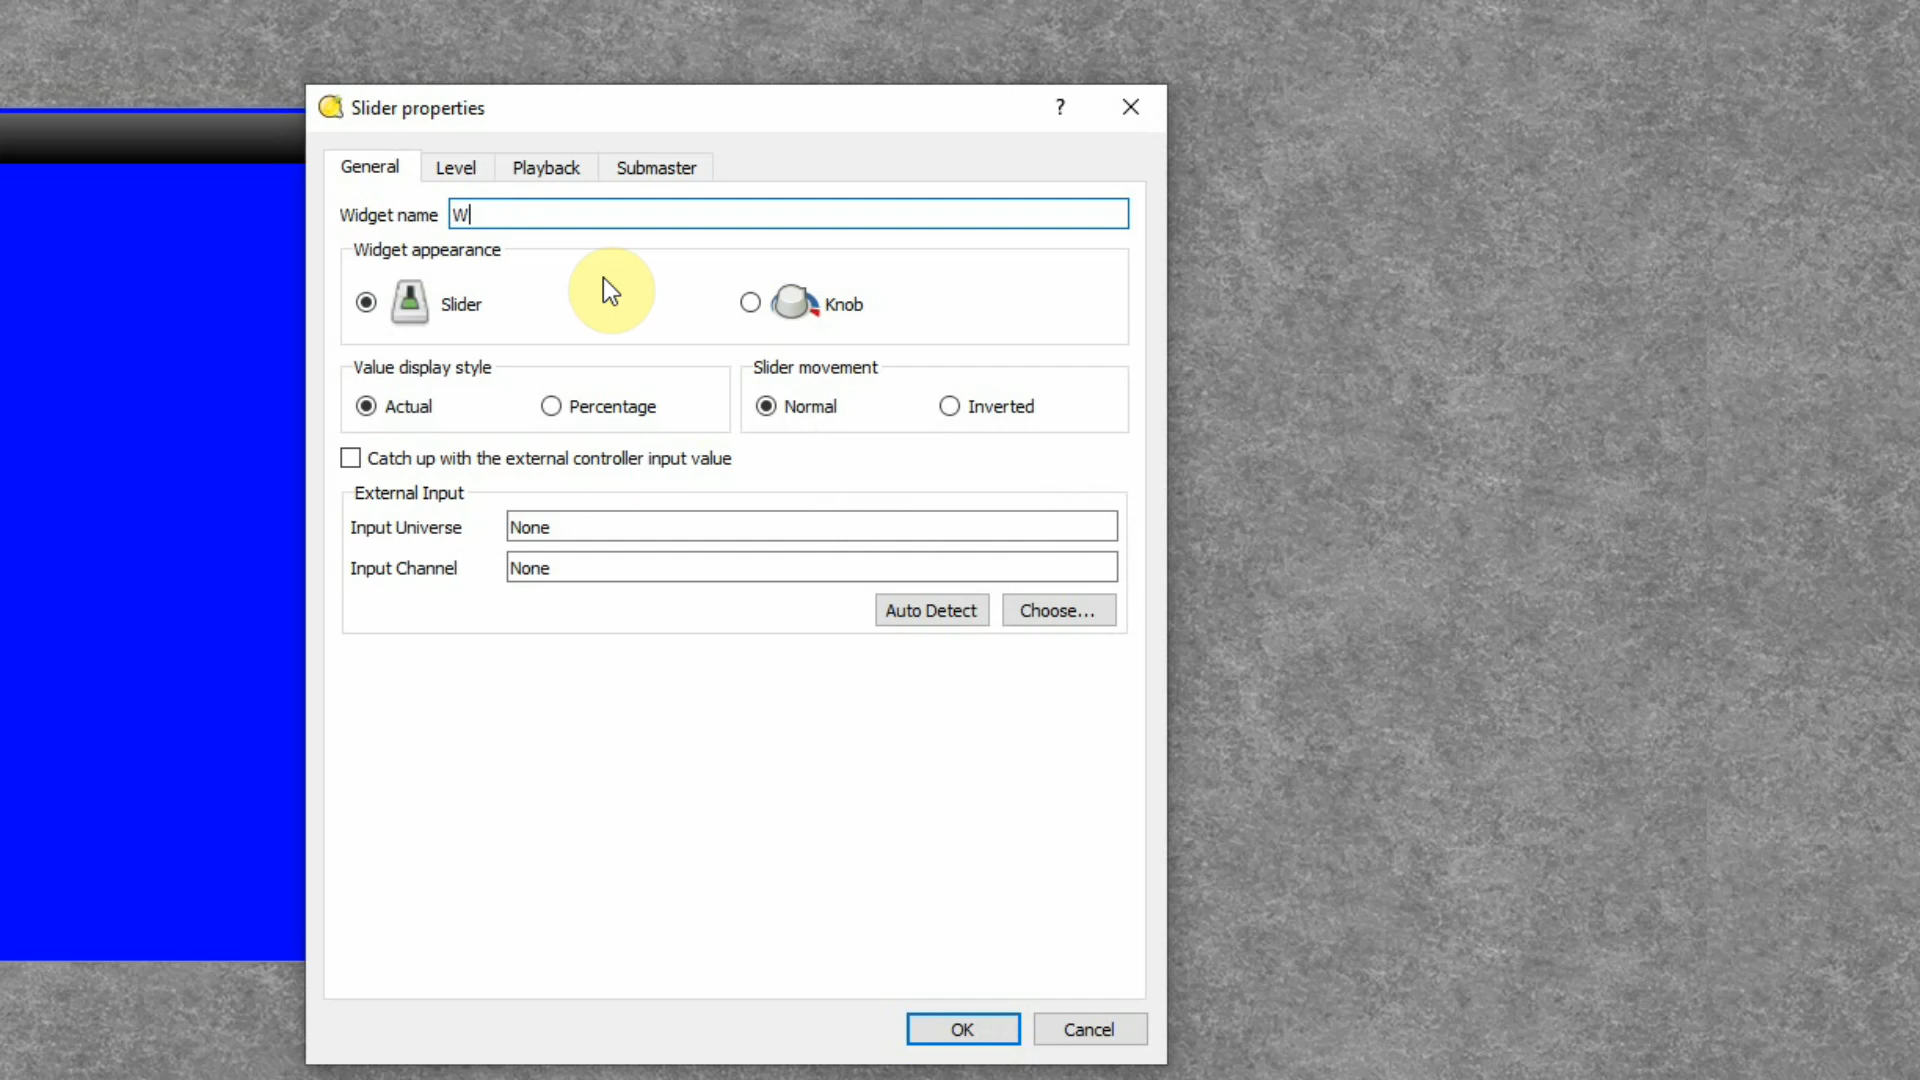 Slider properties ?
General Level Playback Submaster
Widget name W
Widget appearance
Slider Knob
Value display style Slider movement
Actual Percentage Normal Inverted
Catch up with the external controller input value
External Input
Input Universe None
Input Channel None
Auto Detect Choose...
OK Cancel